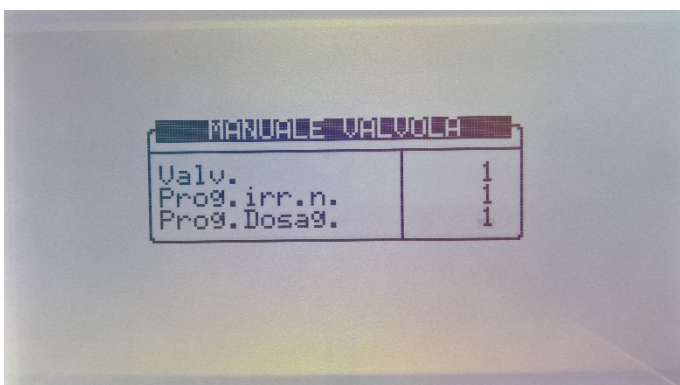 MANUALE VALVOLA
Valv. 1
Prog.irr.n. 1
Prog.Dosag. 1